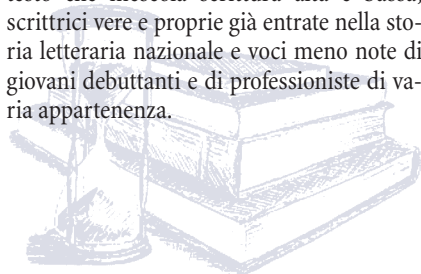 scrittrici vere e proprie già entrate nella sto-
ria letteraria nazionale e voci meno note di
giovani debuttanti e di professioniste di va-
ria appartenenza.